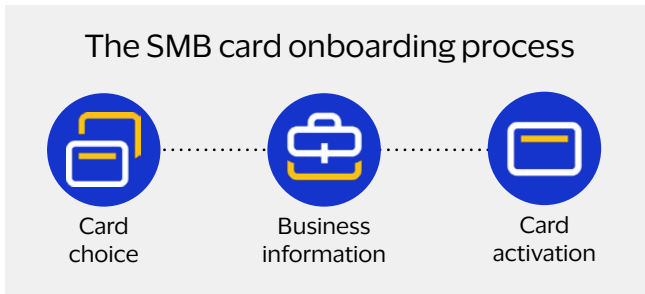 The SMB card onboarding process
Card
choice
Business
information
Card
activation